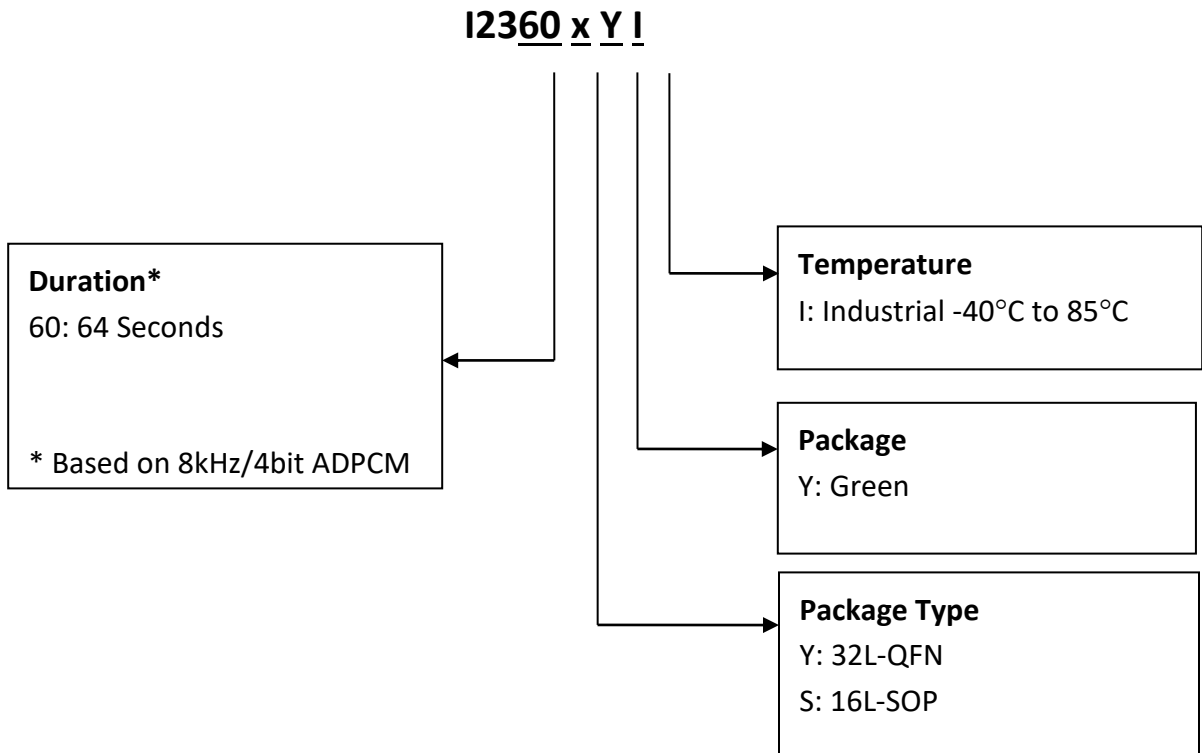 I2360 x Y I
Duration*
60: 64 Seconds
* Based on 8kHz/4bit ADPCM
Temperature
I: Industrial -40°C to 85°C
Package
Y: Green
Package Type
Y: 32L-QFN
S: 16L-SOP